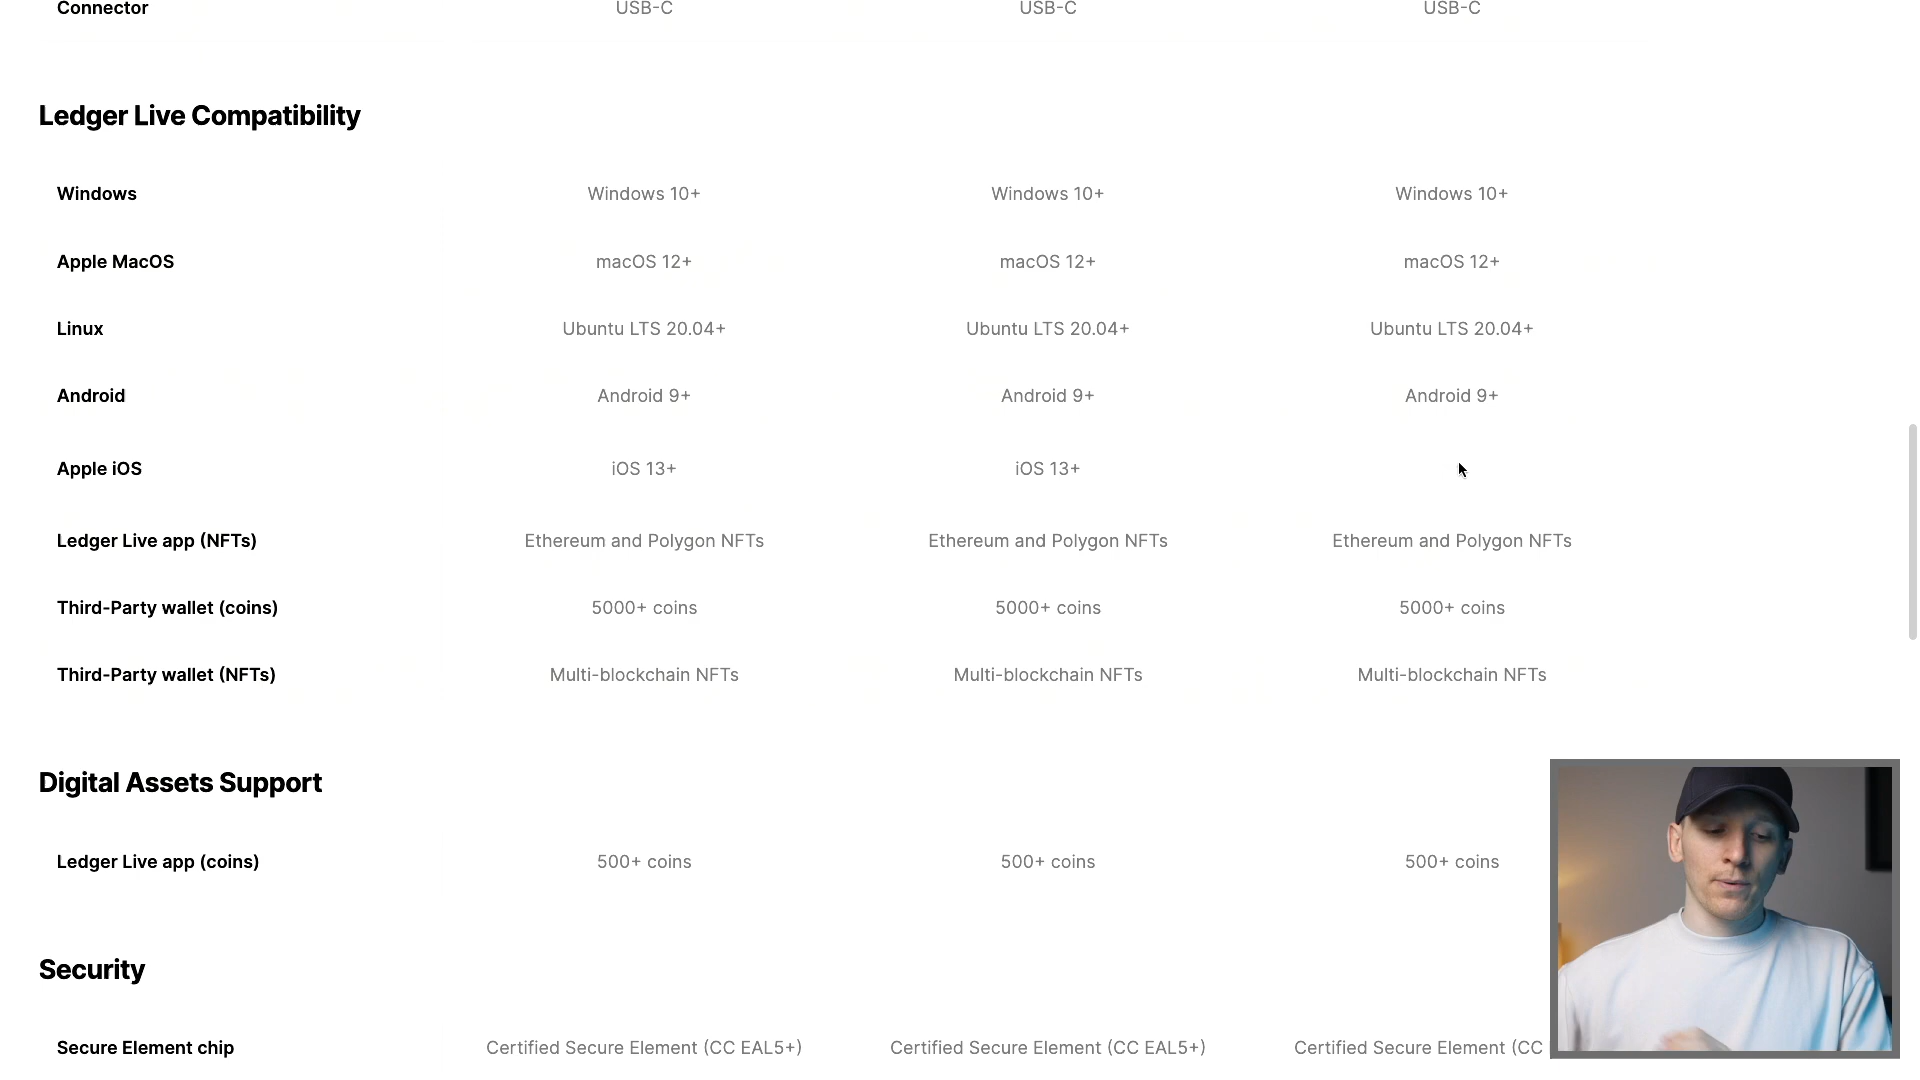 Connector USB-C USB-C USB-C
Ledger Live Compatibility
Windows Windows 10+ Windows 10+ Windows 10+
Apple MacOS macOS 12+ macOS 12+ macOS 12+
Linux Ubuntu LTS 20.04+ Ubuntu LTS 20.04+ Ubuntu LTS 20.04+
Android Android 9+ Android 9+ Android 9+
Apple iOS iOS 13+ iOS 13+
Ledger Live app (NFTs) Ethereum and Polygon NFTs Ethereum and Polygon NFTs Ethereum and Polygon NFTs
Third-Party wallet (coins) 5000+ coins 5000+ coins 5000+ coins
Third-Party wallet (NFTs) Multi-blockchain NFTs Multi-blockchain NFTs Multi-blockchain NFTs
Digital Assets Support
Ledger Live app (coins) 500+ coins 500+ coins 500+ coins
Security
Secure Element chip Certified Secure Element (CC EAL5+) Certified Secure Element (CC EAL5+) Certified Secure Element (CC